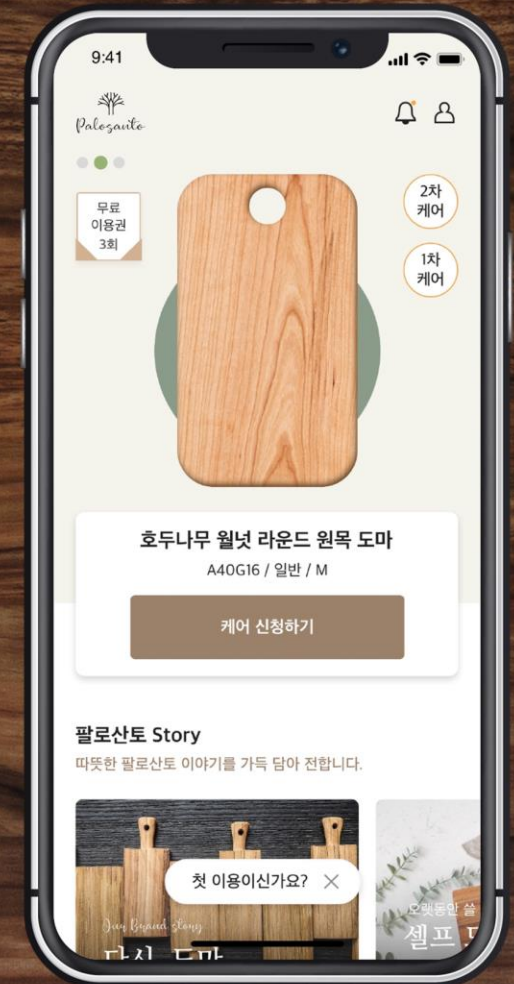 9:41
Palosanto
무료
이용권
3회
2차
케어
1차
케어
호두나무 월넛 라운드 원목 도마
A40G16 / 일반 / M
케어 신청하기
팔로산토 Story
따뜻한 팔로산토 이야기를 가득 담아 전합니다.
첫 이용이신가요?
Brand Story
오랫동안 쓸
셀프